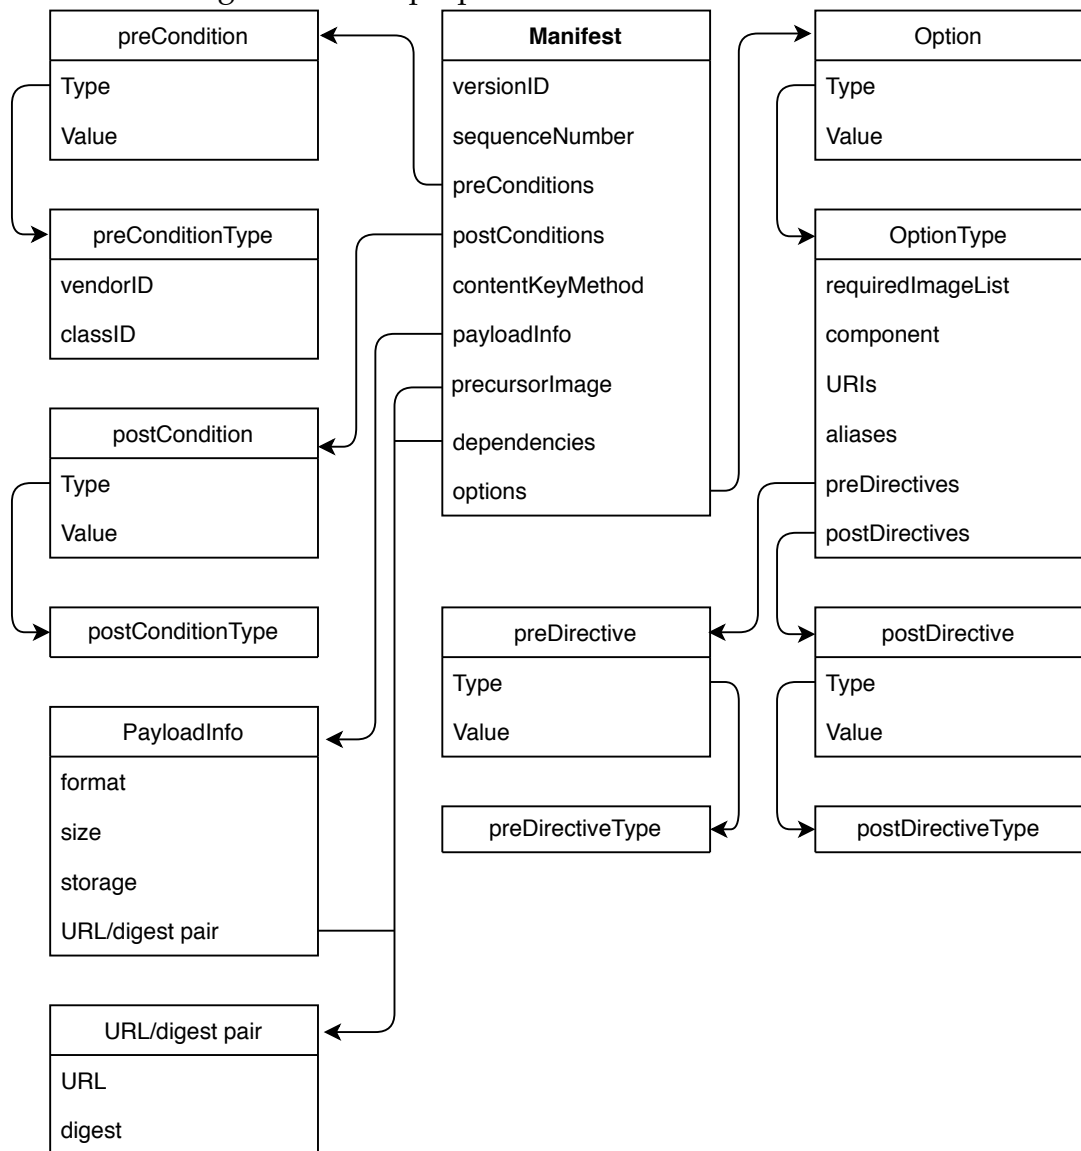 preCondition
Type
Value
preConditionType
vendorID
classID
postCondition
Type
Value
postConditionType
PayloadInfo
format
size
storage
URL/digest pair
URL/digest pair
URL
digest
Manifest
versionID
sequenceNumber
preConditions
postConditions
contentKeyMethod
payloadInfo
precursorImage
dependencies
options
preDirective
Type
Value
preDirectiveType
Option
Type
Value
OptionType
requiredImageList
component
URIs
aliases
preDirectives
postDirectives
postDirective
Type
Value
postDirectiveType